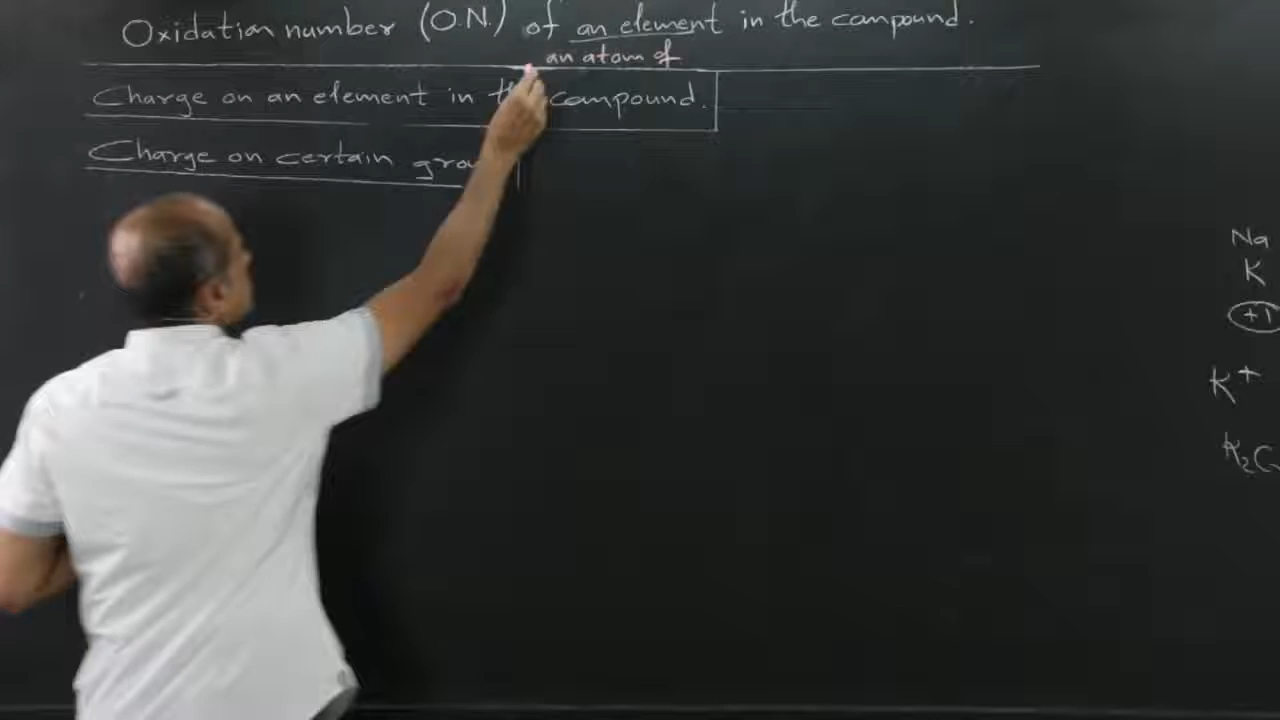 Oxidation number (O.N.) of an element in the compound.
an atom of
Charge on an element in compound.
Charge on certain
Na
K
+1
K+